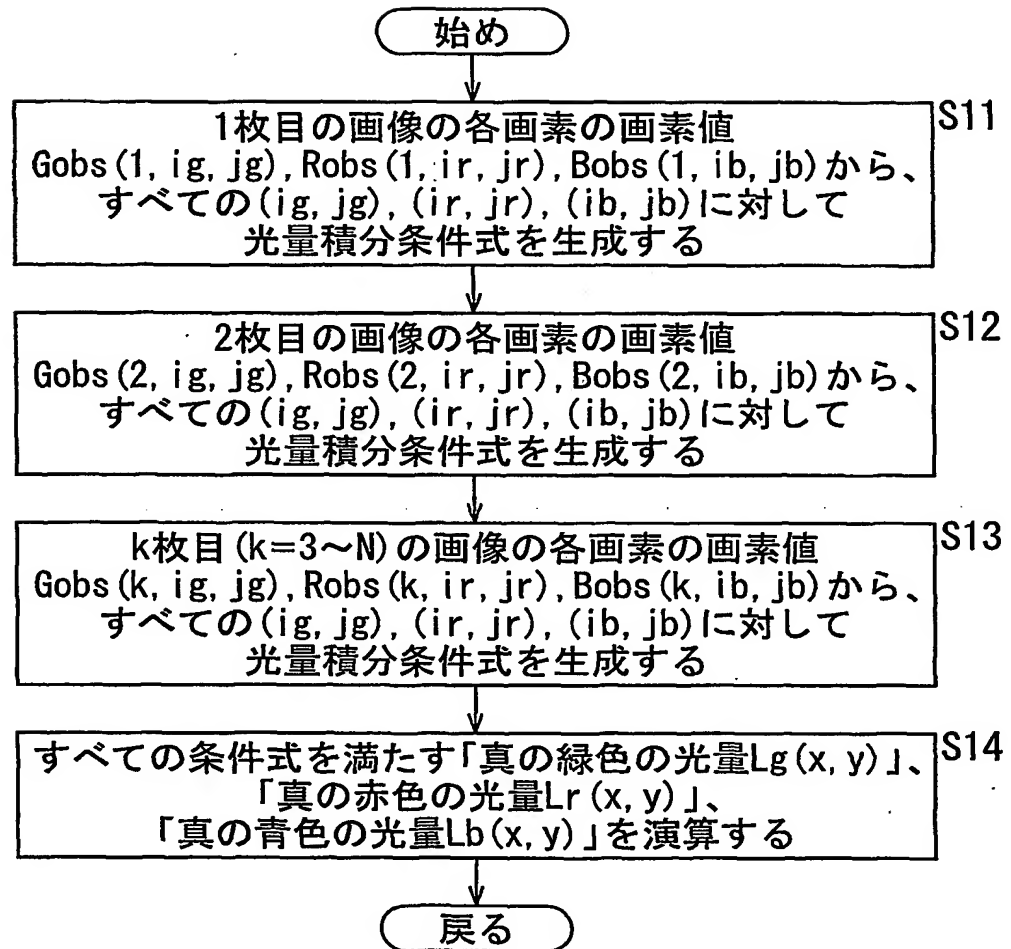 始め
S11
1枚目の画像の各画素の画素値
Gobs(1, ig, jg), Robs(1, ir, jr), Bobs(1, ib, jb)から、
すべての(ig, jg), (ir, jr), (ib, jb)に対して
光量積分条件式を生成する
S12
2枚目の画像の各画素の画素値
Gobs(2, ig, jg), Robs(2, ir, jr), Bobs(2, ib, jb)から、
すべての(ig, jg), (ir, jr), (ib, jb)に対して
光量積分条件式を生成する
S13
k枚目(k=3~N)の画像の各画素の画素値
Gobs(k, ig, jg), Robs(k, ir, jr), Bobs(k, ib, jb)から、
すべての(ig, jg), (ir, jr), (ib, jb)に対して
光量積分条件式を生成する
S14
すべての条件式を満たす「真の緑色の光量Lg(x, y)」、
「真の赤色の光量Lr(x, y)」、
「真の青色の光量Lb(x, y)」を演算する
戻る